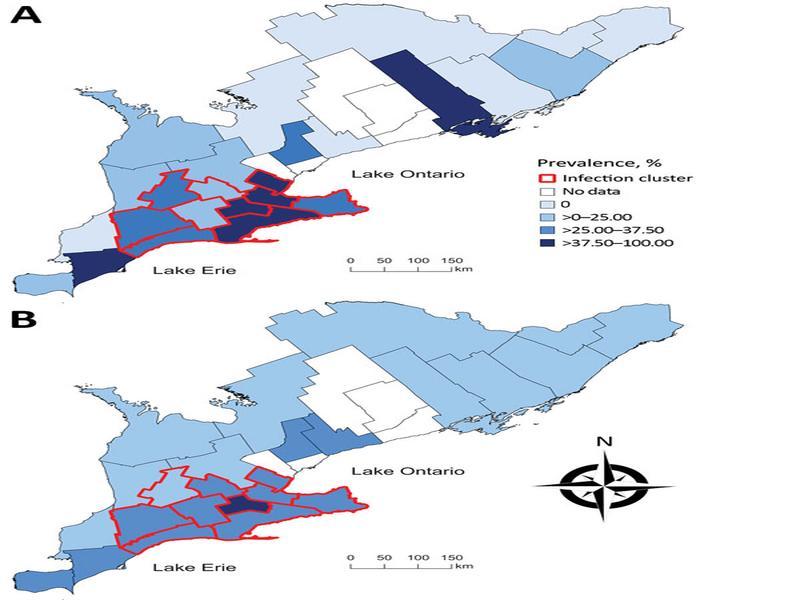 A
Lake Ontario
Prevalence, %
Infection cluster
No data
0
>0–25.00
>25.00–37.50
>37.50–100.00
Lake Erie
0 50 100 150
km
B
N
Lake Ontario
Lake Erie
0 50 100 150
km